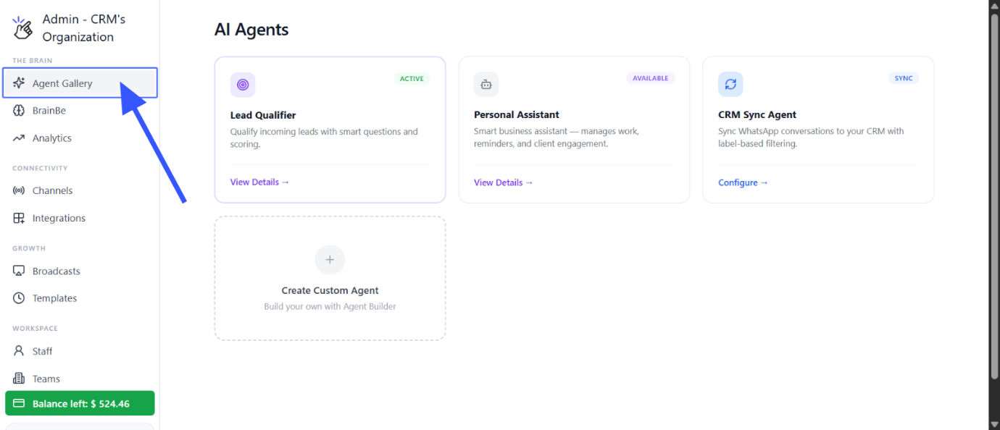 Admin - CRM's
Organization
THE BRAIN
Agent Gallery
BrainBe
Analytics
CONNECTIVITY
Channels
Integrations
GROWTH
Broadcasts
Templates
WORKSPACE
Staff
Teams
Balance left: $ 524.46
AI Agents
ACTIVE
Lead Qualifier
Qualify incoming leads with smart questions and
scoring.
View Details →
AVAILABLE
Personal Assistant
Smart business assistant — manages work,
reminders, and client engagement.
View Details →
SYNC
CRM Sync Agent
Sync WhatsApp conversations to your CRM with
label-based filtering.
Configure →
Create Custom Agent
Build your own with Agent Builder